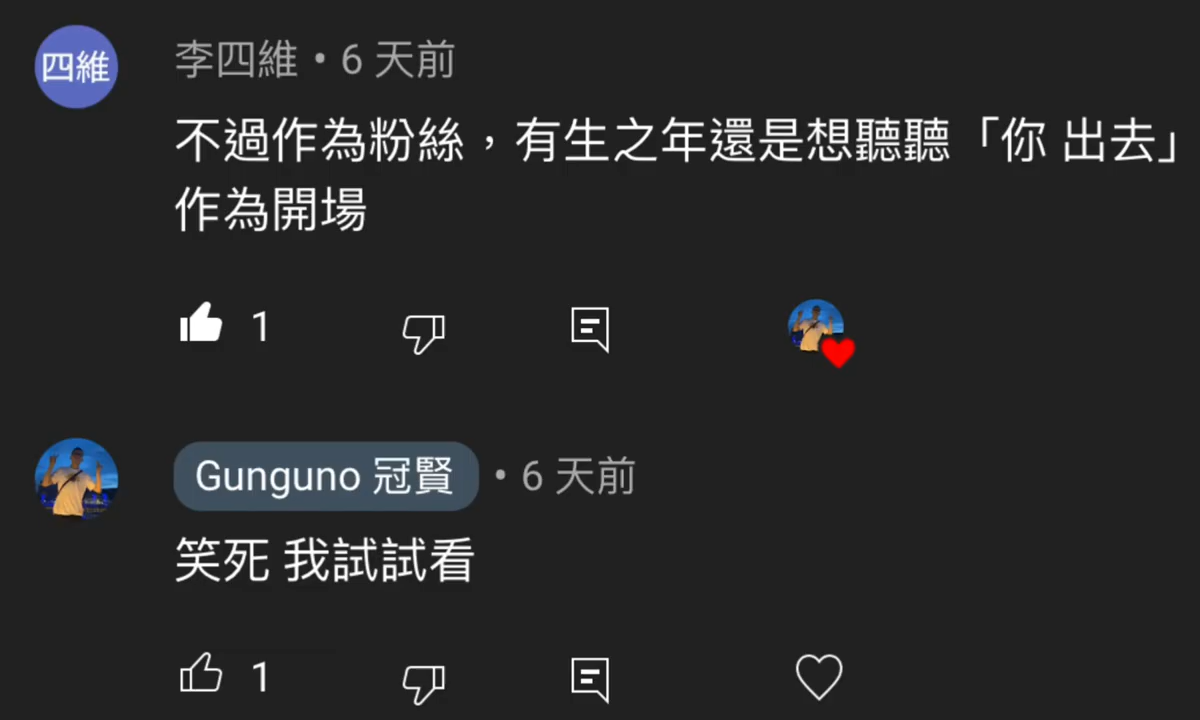 四維
李四維 • 6 天前
不過作為粉絲，有生之年還是想聽聽「你 出去」
作為開場
1
Gunguno 冠賢 • 6 天前
笑死 我試試看
1